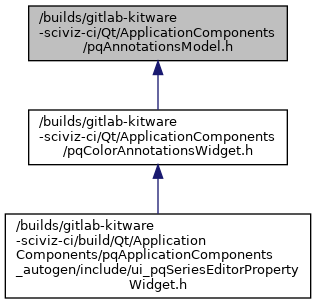 /builds/gitlab-kitware
-sciviz-ci/Qt/ApplicationComponents
/pqAnnotationsModel.h
/builds/gitlab-kitware
-sciviz-ci/Qt/ApplicationComponents
/pqColorAnnotationsWidget.h
/builds/gitlab-kitware
-sciviz-ci/build/Qt/Application
Components/pqApplicationComponents
_autogen/include/ui_pqSeriesEditorProperty
Widget.h